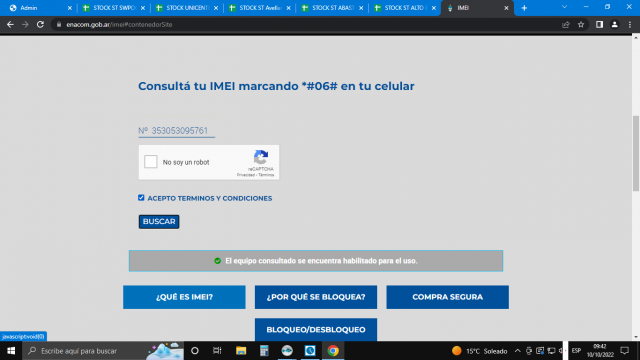 Admin
STOCK ST SWPO
STOCK UNICENTO
STOCK ST Avella
STOCK ST ABAST
STOCK ST ALTO
IMEI
enacom.gob.ar/imei#contenedorSite
Consultá tu IMEI marcando *#06# en tu celular
Nº 353053095761
No soy un robot
reCAPTCHA
Privacidad - Términos
ACEPTO TERMINOS Y CONDICIONES
BUSCAR
El equipo consultado se encuentra habilitado para el uso.
¿QUÉ ES IMEI?
¿POR QUÉ SE BLOQUEA?
COMPRA SEGURA
BLOQUEO/DESBLOQUEO
javascript:void(0)
Escribe aquí para buscar
15°C Soleado
ESP
09:42
10/10/2022